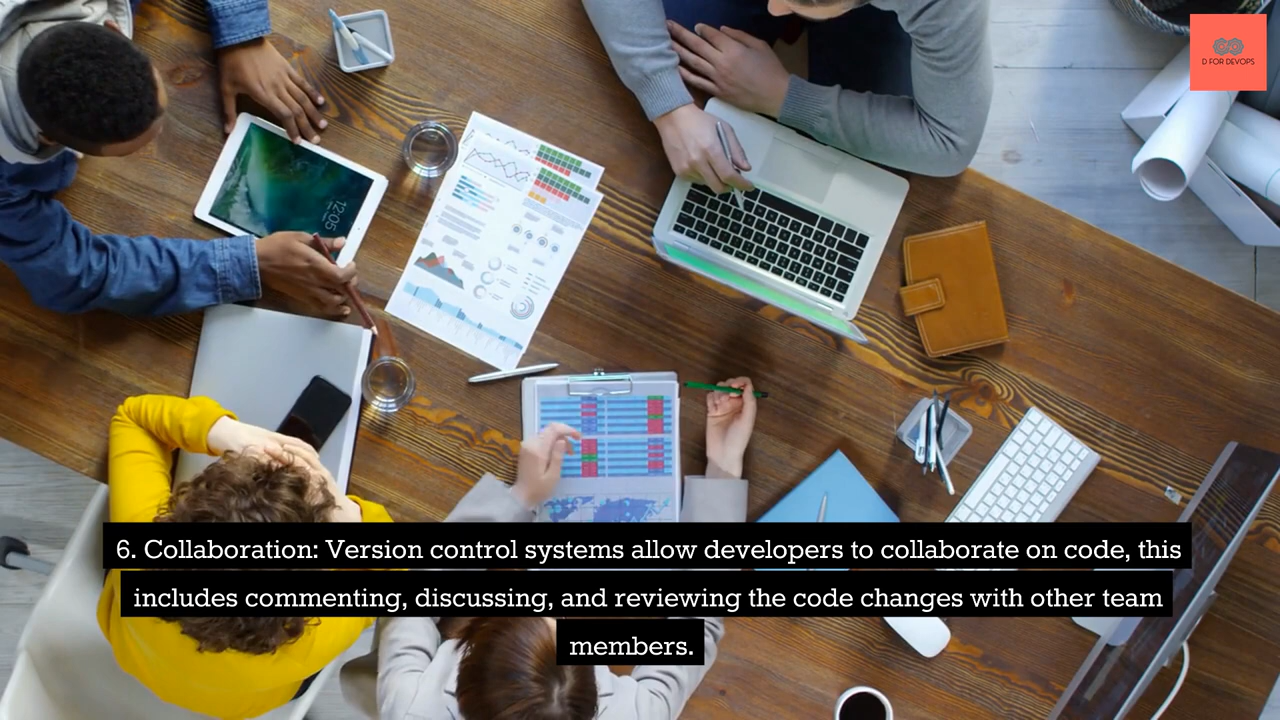 D FOR DEVOPS
12:05
6. Collaboration: Version control systems allow developers to collaborate on code, this
includes commenting, discussing, and reviewing the code changes with other team
members.